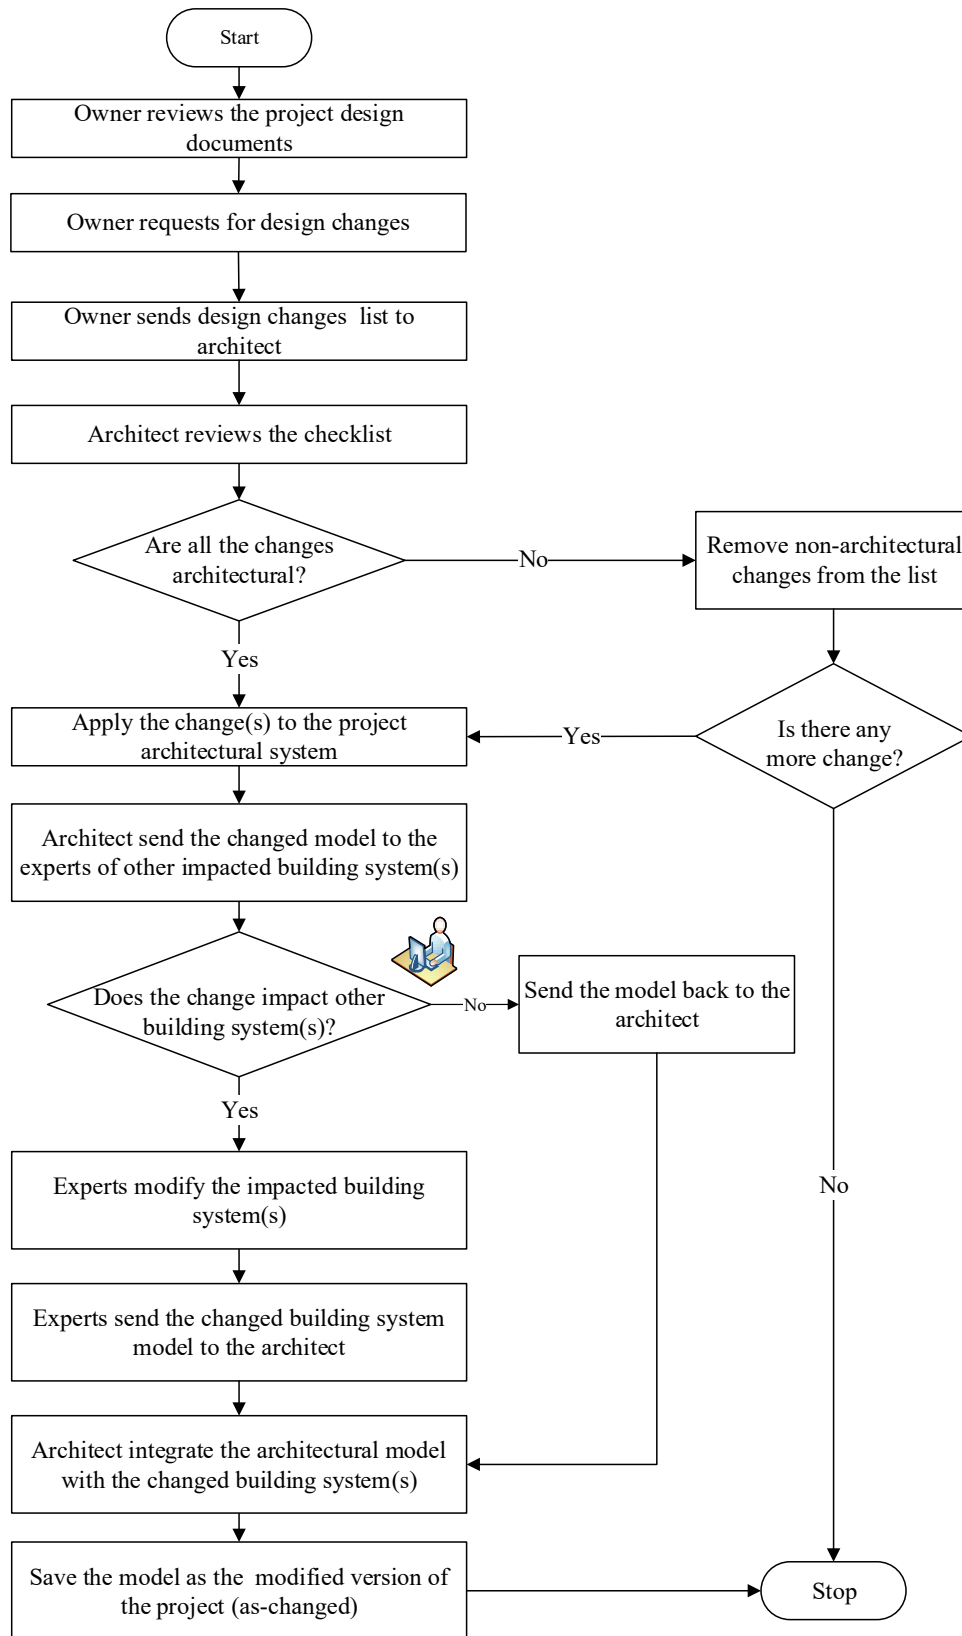 Start
Owner reviews the project design
documents
Owner requests for design changes
Owner sends design changes  list to
architect
Architect reviews the checklist
Are all the changes
architectural?
No
Remove non-architectural
changes from the list
Yes
Apply the change(s) to the project
architectural system
Yes
Is there any
more change?
Architect send the changed model to the
experts of other impacted building system(s)
Does the change impact other
building system(s)?
No
Send the model back to the
architect
Yes
Experts modify the impacted building
system(s)
No
Experts send the changed building system
model to the architect
Architect integrate the architectural model
with the changed building system(s)
Save the model as the  modified version of
the project (as-changed)
Stop